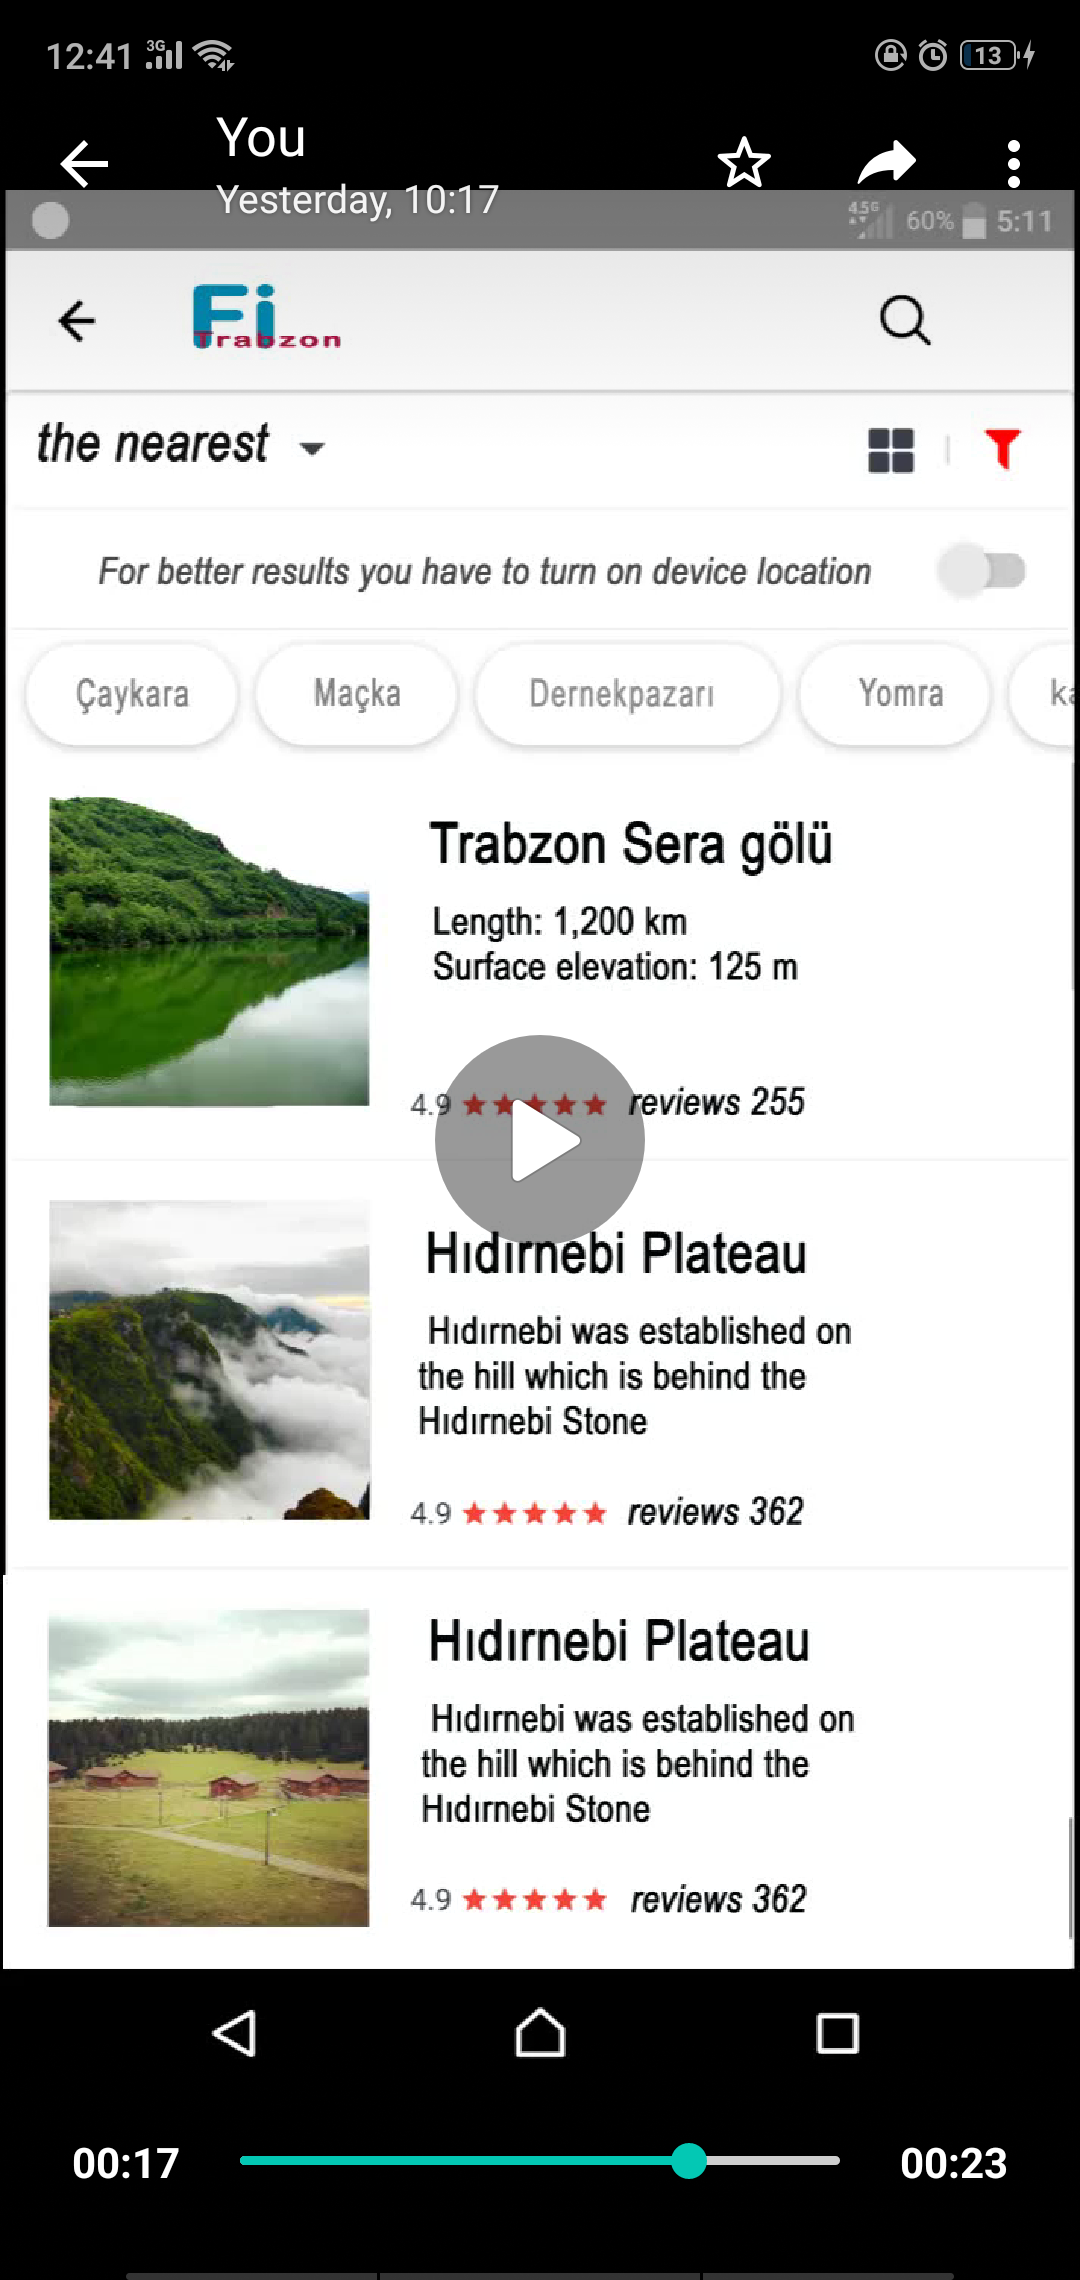 12:41 3G 13
You
Yesterday, 10:17
4.5G 60% 5:11
Fi
Trabzon
the nearest
For better results you have to turn on device location
Çaykara Maçka Dernekpazarı Yomra
Trabzon Sera gölü
Length: 1,200 km
Surface elevation: 125 m
4.9 reviews 255
Hıdırnebi Plateau
Hıdırnebi was established on
the hill which is behind the
Hıdırnebi Stone
4.9 reviews 362
Hıdırnebi Plateau
Hıdırnebi was established on
the hill which is behind the
Hıdırnebi Stone
4.9 reviews 362
00:17 00:23